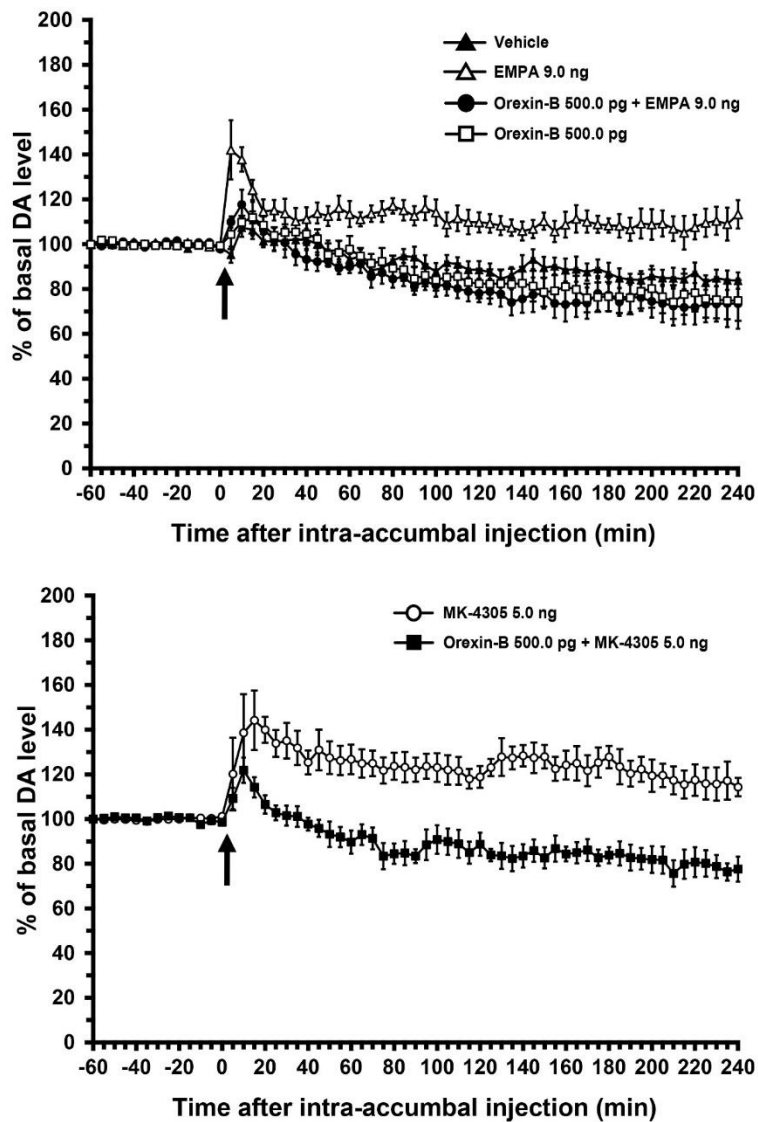 Vehicle
EMPA 9.0 ng
Orexin-B 500.0 pg + EMPA 9.0 ng
Orexin-B 500.0 pg
% of basal DA level
200
180
160
140
120
100
80
60
40
20
0
-60 -40 -20 0 20 40 60 80 100 120 140 160 180 200 220 240
Time after intra-accumbal injection (min)
MK-4305 5.0 ng
Orexin-B 500.0 pg + MK-4305 5.0 ng
% of basal DA level
200
180
160
140
120
100
80
60
40
20
0
-60 -40 -20 0 20 40 60 80 100 120 140 160 180 200 220 240
Time after intra-accumbal injection (min)